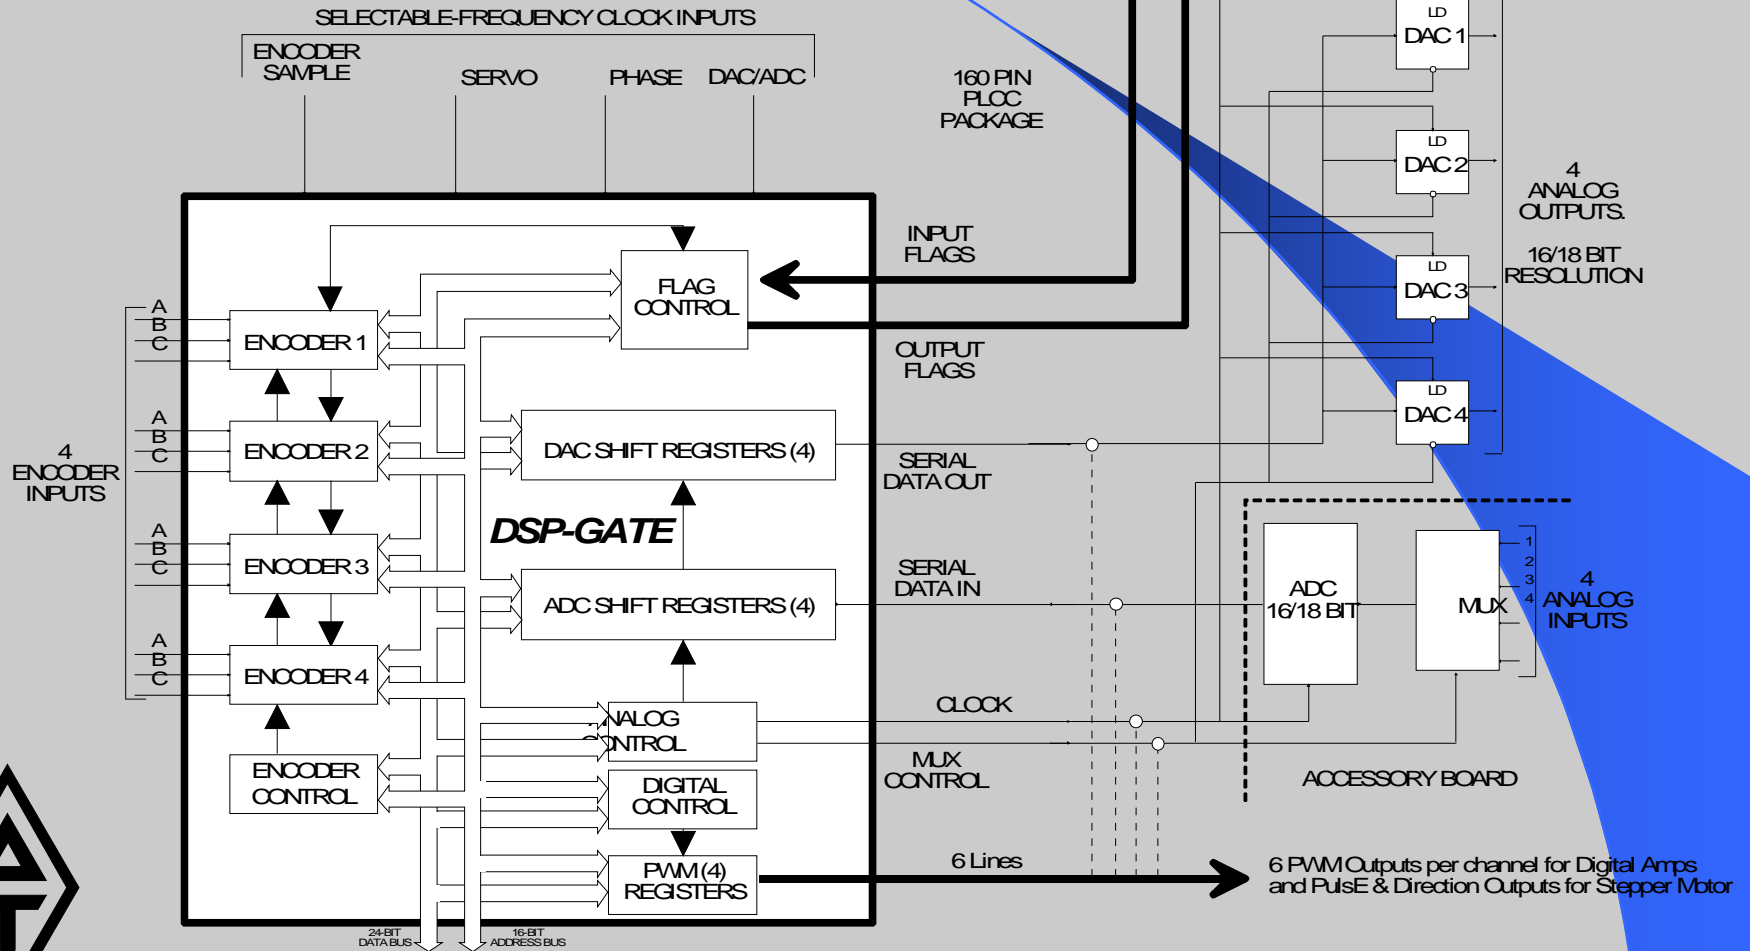 SELECTABLE-FREQUENCY CLOCK INPUTS
ENCODER
SAMPLE
SERVO
PHASE
DAC/ADC
160 PIN
PLCC
PACKAGE
LD
DAC 1
LD
DAC 2
LD
DAC 3
LD
DAC 4
4
ANALOG
OUTPUTS.
16/18 BIT
RESOLUTION
INPUT
FLAGS
FLAG
CONTROL
OUTPUT
FLAGS
4
ENCODER
INPUTS
A
B
C
ENCODER 1
A
B
C
ENCODER 2
A
B
C
ENCODER 3
A
B
C
ENCODER 4
ENCODER
CONTROL
DAC SHIFT REGISTERS (4)
SERIAL
DATA OUT
DSP-GATE
ADC SHIFT REGISTERS (4)
SERIAL
DATA IN
ADC
16/18 BIT
MUX
1
2
3
4
4
ANALOG
INPUTS
NALOG
ONTROL
CLOCK
MUX
CONTROL
ACCESSORY BOARD
DIGITAL
CONTROL
PWM (4)
REGISTERS
6 Lines
6 PWM Outputs per channel for Digital Amps
and PulsE & Direction Outputs for Stepper Motor
24-BIT
DATA BUS
16-BIT
ADDRESS BUS